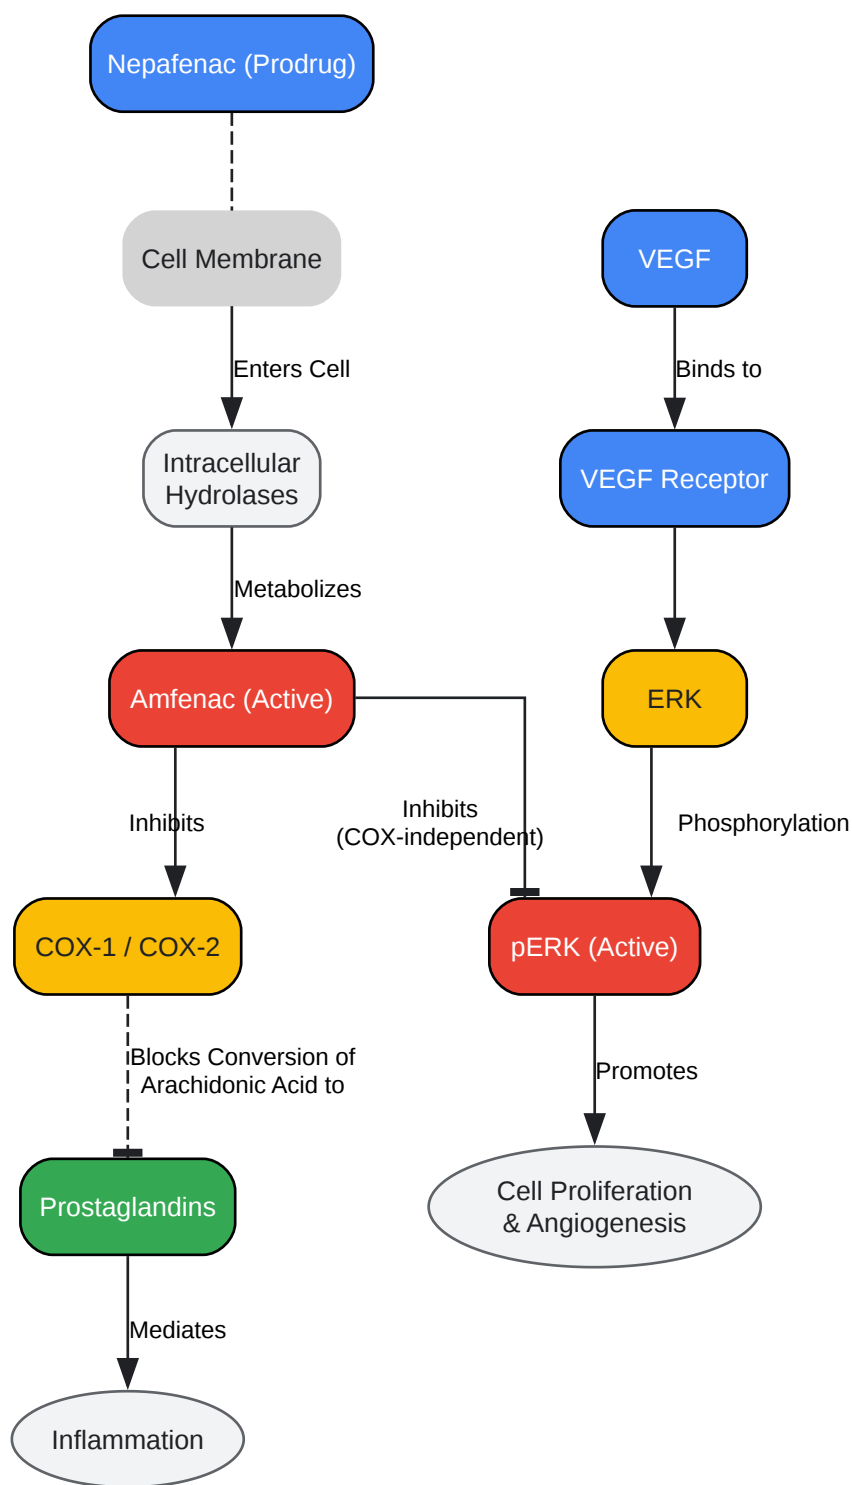 Nepafenac (Prodrug)
Cell Membrane
VEGF
Enters Cell
Binds to
Intracellular
Hydrolases
VEGF Receptor
Metabolizes
Amfenac (Active)
ERK
Inhibits
Inhibits
(COX-independent)
Phosphorylation
COX-1 / COX-2
pERK (Active)
Blocks Conversion of
Arachidonic Acid to
Promotes
Prostaglandins
Cell Proliferation
& Angiogenesis
Mediates
Inflammation